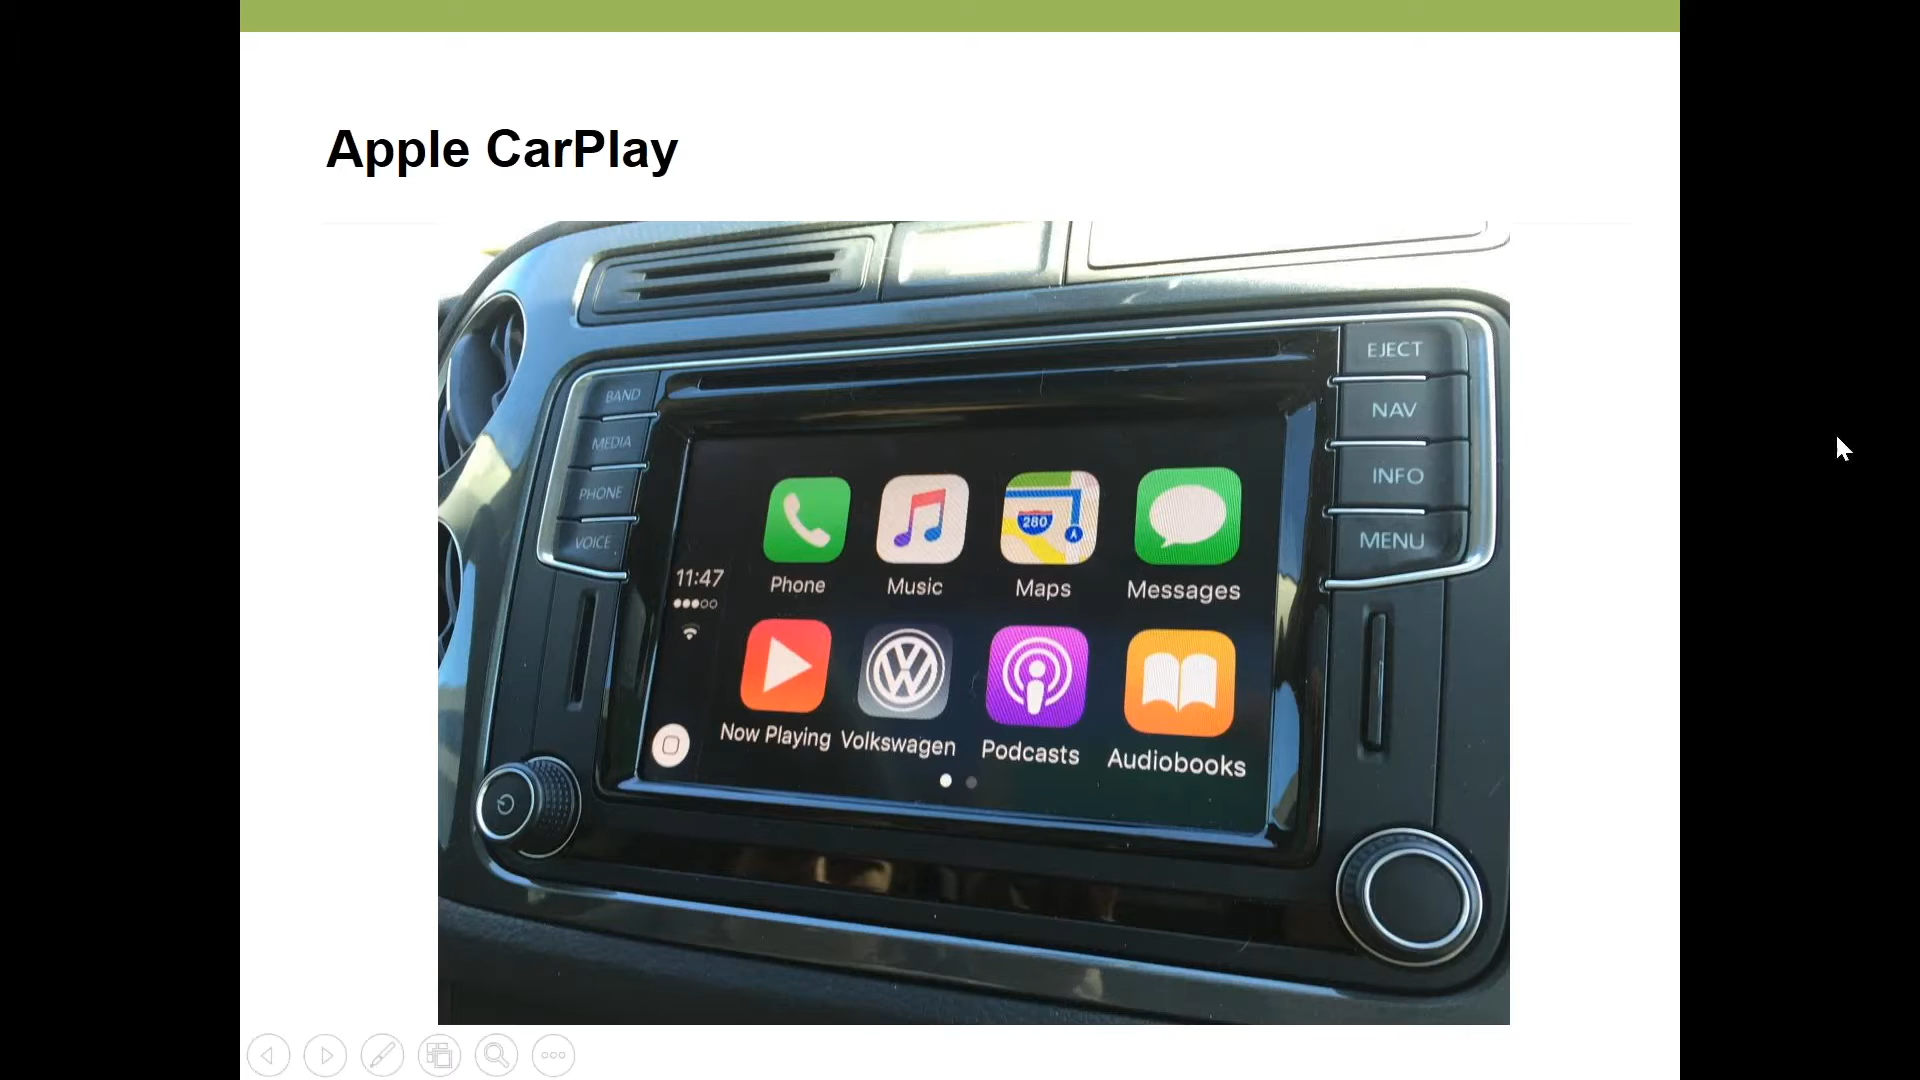 Apple CarPlay
BAND
MEDIA
PHONE
VOICE
EJECT
NAV
INFO
MENU
11:47
280
Phone
Music
Maps
Messages
Now Playing
Volkswagen
Podcasts
Audiobooks